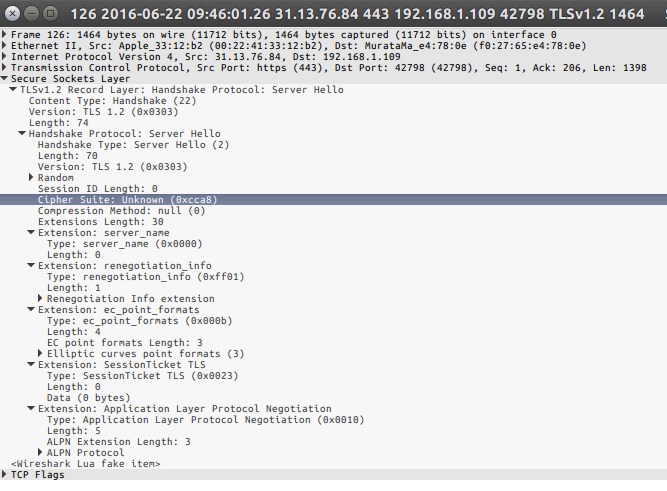 126 2016-06-22 09:46:01.26 31.13.76.84 443 192.168.1.109 42798 TLSv1.2 1464
Frame 126: 1464 bytes on wire (11712 bits), 1464 bytes captured (11712 bits) on interface 0
Ethernet II, Src: Apple_33:12:b2 (00:22:41:33:12:b2), Dst: MurataMa_e4:78:0e (f0:27:65:e4:78:0e)
Internet Protocol Version 4, Src: 31.13.76.84, Dst: 192.168.1.109
Transmission Control Protocol, Src Port: https (443), Dst Port: 42798 (42798), Seq: 1, Ack: 206, Len: 1398
Secure Sockets Layer
TLSv1.2 Record Layer: Handshake Protocol: Server Hello
Content Type: Handshake (22)
Version: TLS 1.2 (0x0303)
Length: 74
Handshake Protocol: Server Hello
Handshake Type: Server Hello (2)
Length: 70
Version: TLS 1.2 (0x0303)
Random
Session ID Length: 0
Cipher Suite: Unknown (0xcca8)
Compression Method: null (0)
Extensions Length: 30
Extension: server_name
Type: server_name (0x0000)
Length: 0
Extension: renegotiation_info
Type: renegotiation_info (0xff01)
Length: 1
Renegotiation Info extension
Extension: ec_point_formats
Type: ec_point_formats (0x000b)
Length: 4
EC point formats Length: 3
Elliptic curves point formats (3)
Extension: SessionTicket TLS
Type: SessionTicket TLS (0x0023)
Length: 0
Data (0 bytes)
Extension: Application Layer Protocol Negotiation
Type: Application Layer Protocol Negotiation (0x0010)
Length: 5
ALPN Extension Length: 3
ALPN Protocol
<Wireshark Lua fake item>
TCP Flags